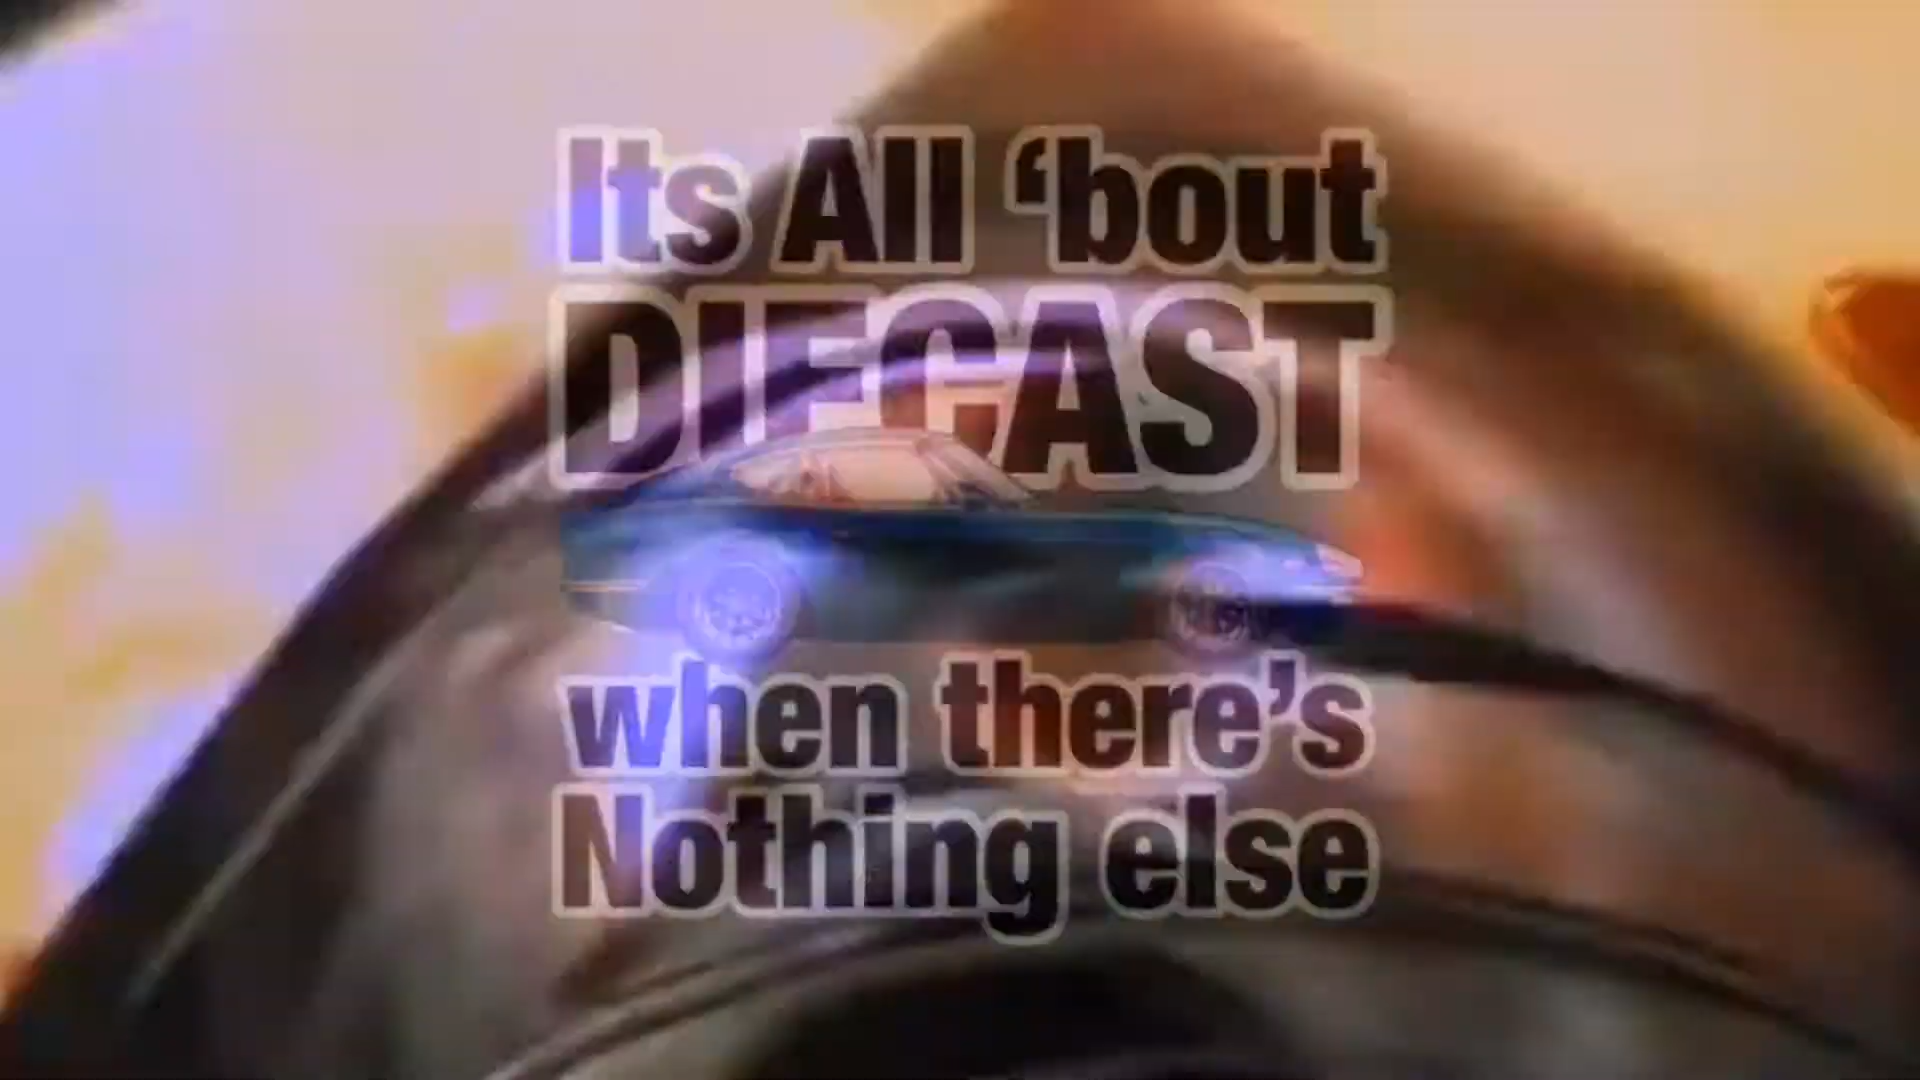 Its All ‘bout
DIECAST
when there’s
Nothing else